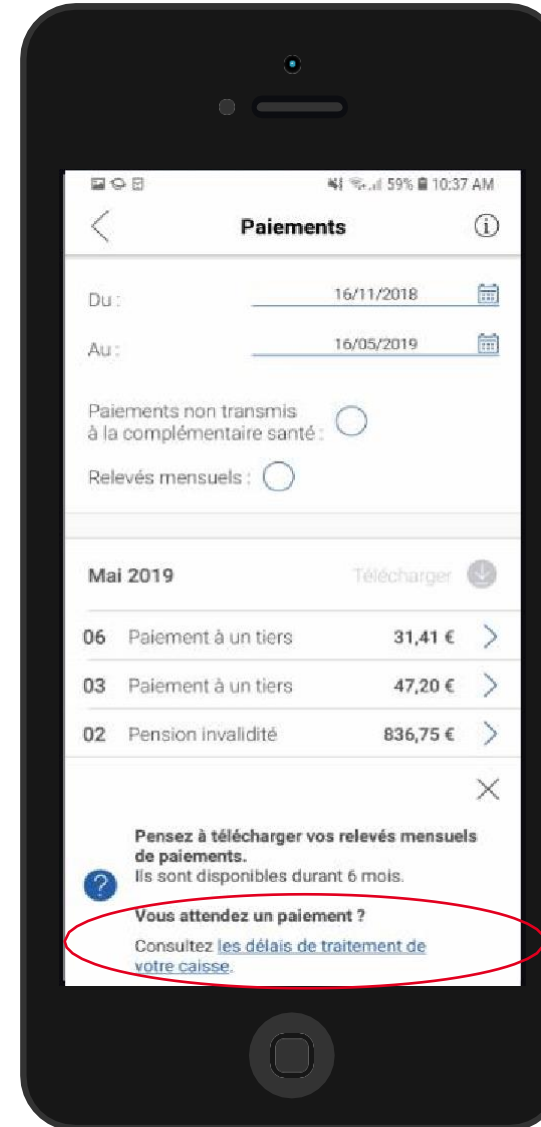 59% 10:37 AM
Paiements
Du : 16/11/2018
Au : 16/05/2019
Paiements non transmis
à la complémentaire santé :
Relevés mensuels :
Mai 2019 Télécharger
06 Paiement à un tiers 31,41 €
03 Paiement à un tiers 47,20 €
02 Pension invalidité 836,75 €
Pensez à télécharger vos relevés mensuels
de paiements.
Ils sont disponibles durant 6 mois.
Vous attendez un paiement ?
Consultez les délais de traitement de
votre caisse.